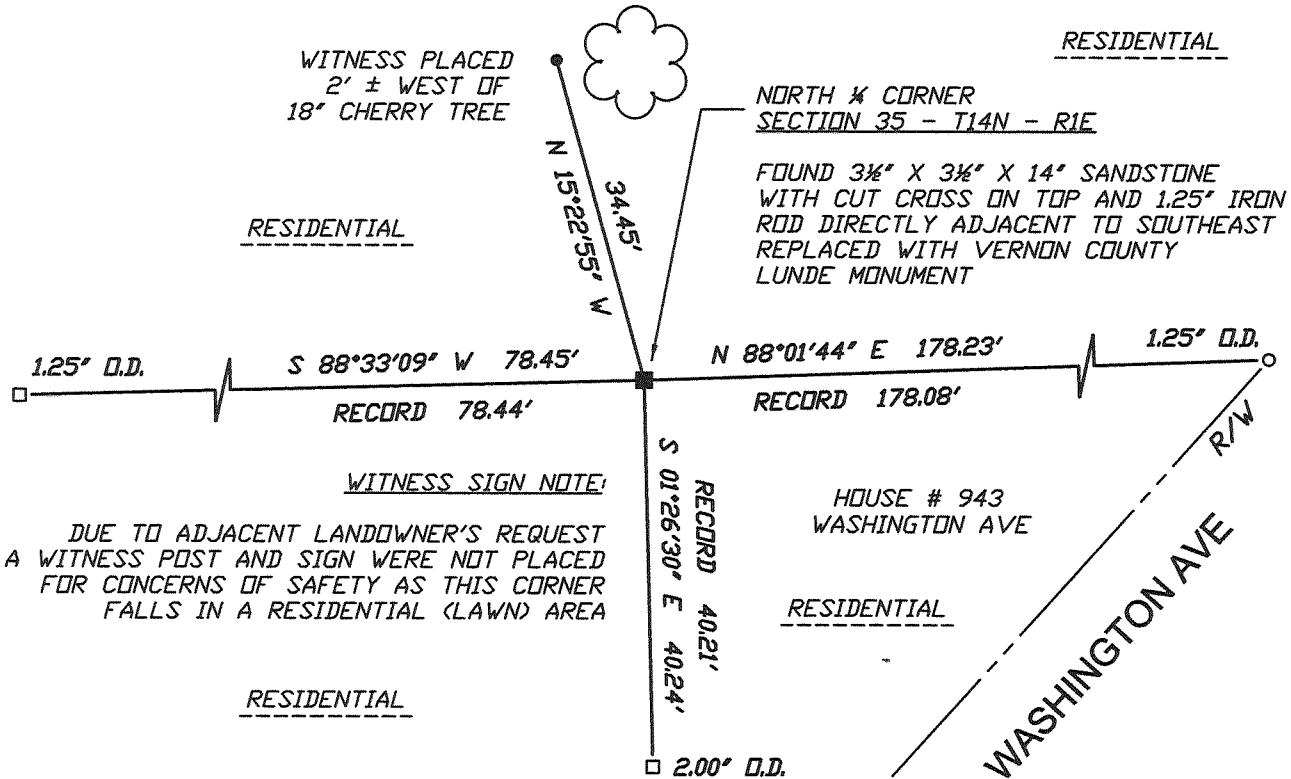 RESIDENTIAL
WITNESS PLACED
2' ± WEST OF
18" CHERRY TREE
NORTH ¼ CORNER
SECTION 35 - T14N - R1E
FOUND 3½" X 3½" X 14" SANDSTONE
WITH CUT CROSS ON TOP AND 1.25" IRON
ROD DIRECTLY ADJACENT TO SOUTHEAST
REPLACED WITH VERNON COUNTY
LUNDE MONUMENT
N 15°22'55" W
34.45'
RESIDENTIAL
1.25" O.D.
S 88°33'09" W 78.45'
RECORD 78.44'
N 88°01'44" E 178.23'
RECORD 178.08'
1.25" O.D.
R/W
WITNESS SIGN NOTE:
DUE TO ADJACENT LANDOWNER'S REQUEST
A WITNESS POST AND SIGN WERE NOT PLACED
FOR CONCERNS OF SAFETY AS THIS CORNER
FALLS IN A RESIDENTIAL (LAWN) AREA
RECORD 40.21'
S 01°26'30" E 40.24'
HOUSE # 943
WASHINGTON AVE
RESIDENTIAL
WASHINGTON AVE
RESIDENTIAL
2.00" O.D.